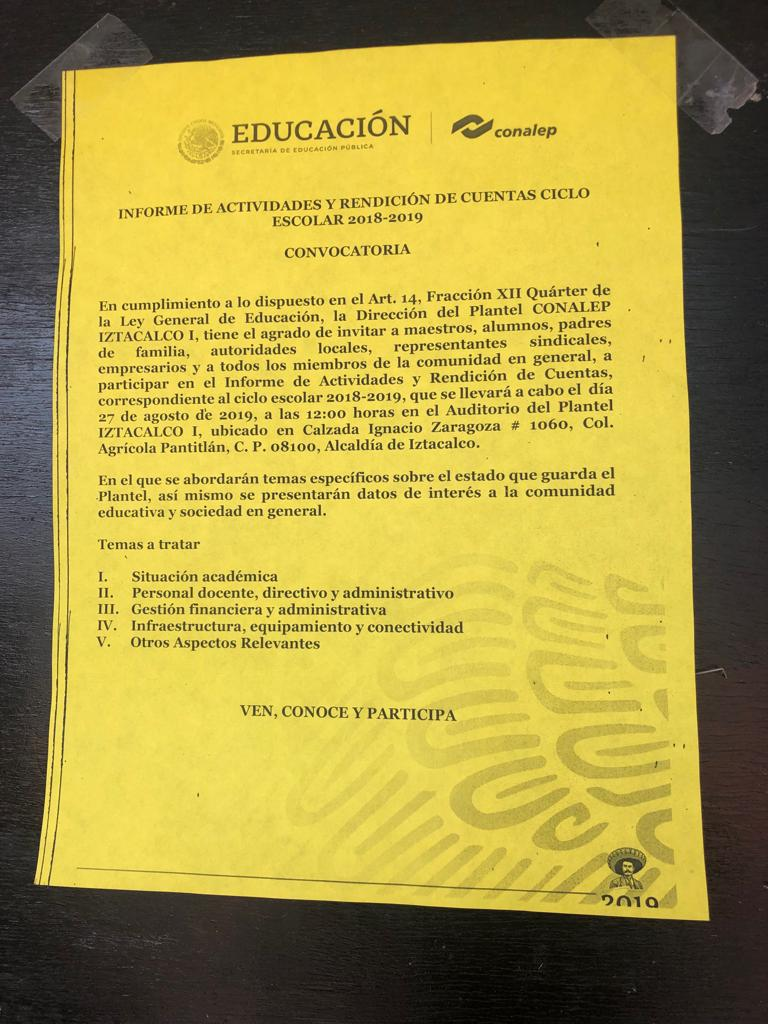 EDUCACIÓN
SECRETARÍA DE EDUCACIÓN PÚBLICA
conalep
INFORME DE ACTIVIDADES Y RENDICIÓN DE CUENTAS CICLO
ESCOLAR 2018-2019
CONVOCATORIA
En cumplimiento a lo dispuesto en el Art. 14, Fracción XII Quárter de
la Ley General de Educación, la Dirección del Plantel CONALEP
IZTACALCO I, tiene el agrado de invitar a maestros, alumnos, padres
de familia, autoridades locales, representantes sindicales,
empresarios y a todos los miembros de la comunidad en general, a
participar en el Informe de Actividades y Rendición de Cuentas,
correspondiente al ciclo escolar 2018-2019, que se llevará a cabo el día
27 de agosto de 2019, a las 12:00 horas en el Auditorio del Plantel
IZTACALCO I, ubicado en Calzada Ignacio Zaragoza # 1060, Col.
Agrícola Pantitlán, C. P. 08100, Alcaldía de Iztacalco.
En el que se abordarán temas específicos sobre el estado que guarda el
Plantel, así mismo se presentarán datos de interés a la comunidad
educativa y sociedad en general.
Temas a tratar
I. Situación académica
II. Personal docente, directivo y administrativo
III. Gestión financiera y administrativa
IV. Infraestructura, equipamiento y conectividad
V. Otros Aspectos Relevantes
VEN, CONOCE Y PARTICIPA
2019